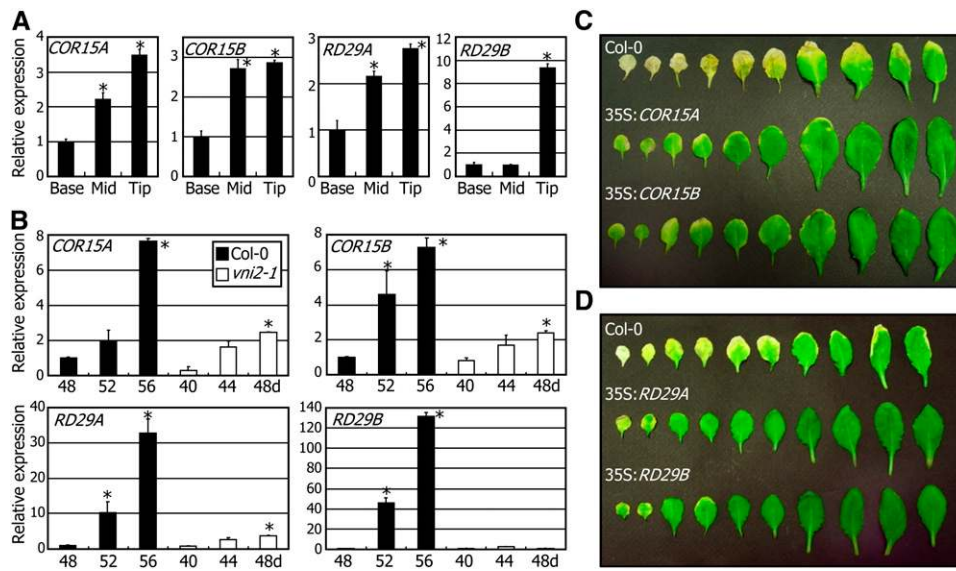 A
COR15A
COR15B
RD29A
RD29B
Relative expression
4
3
2
1
0
*
*
Base Mid Tip
3
2
1
0
*
*
Base Mid Tip
3
2
1
0
*
*
Base Mid Tip
12
10
8
6
4
2
0
*
Base Mid Tip
B
COR15A
Col-0
vni2-1
Relative expression
8
6
4
2
0
*
*
48 52 56 40 44 48d
COR15B
8
6
4
2
0
*
*
*
48 52 56 40 44 48d
RD29A
Relative expression
40
30
20
10
0
*
*
*
48 52 56 40 44 48d
RD29B
140
120
100
80
60
40
20
0
*
*
48 52 56 40 44 48d
C
Col-0
35S:COR15A
35S:COR15B
D
Col-0
35S:RD29A
35S:RD29B